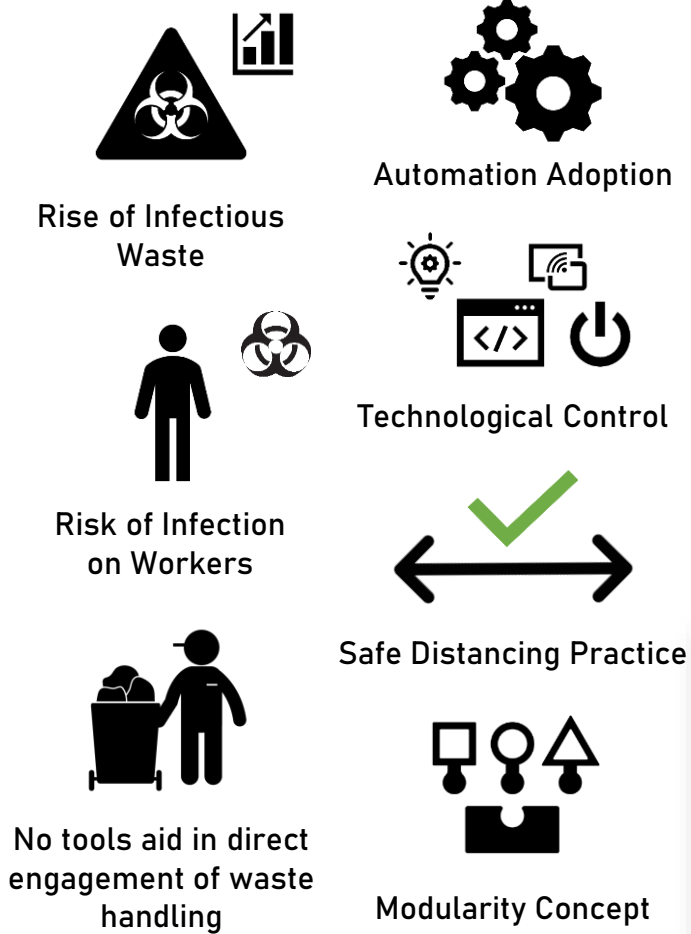 Rise of Infectious
Waste
Risk of Infection
on Workers
No tools aid in direct
engagement of waste
handling
Automation Adoption
</>
Technological Control
Safe Distancing Practice
Modularity Concept